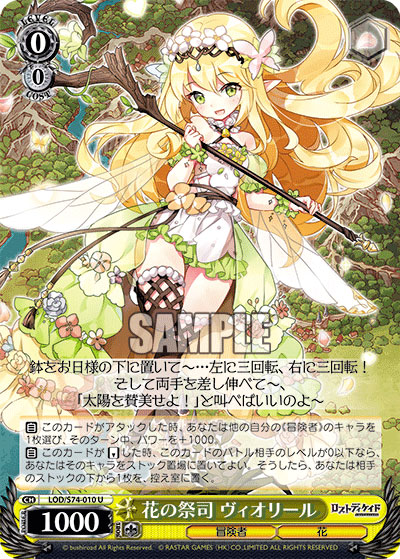 LEVEL
0
0
COST
SAMPLE
鉢をお日様の下に置いて〜…左に三回転、右に三回転！
そして両手を差し伸べて〜、
「太陽を賛美せよ！」と叫べばいいのよ〜
自 このカードがアタックした時、あなたは他の自分の《冒険者》のキャラを
1枚選び、そのターン中、パワーを+1000。
自 このカードが した時、このカードのバトル相手のレベルが0以下なら、
あなたはそのキャラをストック置場に置いてよい。そうしたら、あなたは相手
のストックの下から1枚を、控え室に置く。
CH LOD/S74-010 U
POWER
1000
花の祭司 ヴィオリール
冒険者 花
ロストディケイド
©bushiroad All Rights Reserved. © RASTAR GAMES (HK) CO.,LIMITED ALL RIGHTS RESERVED.